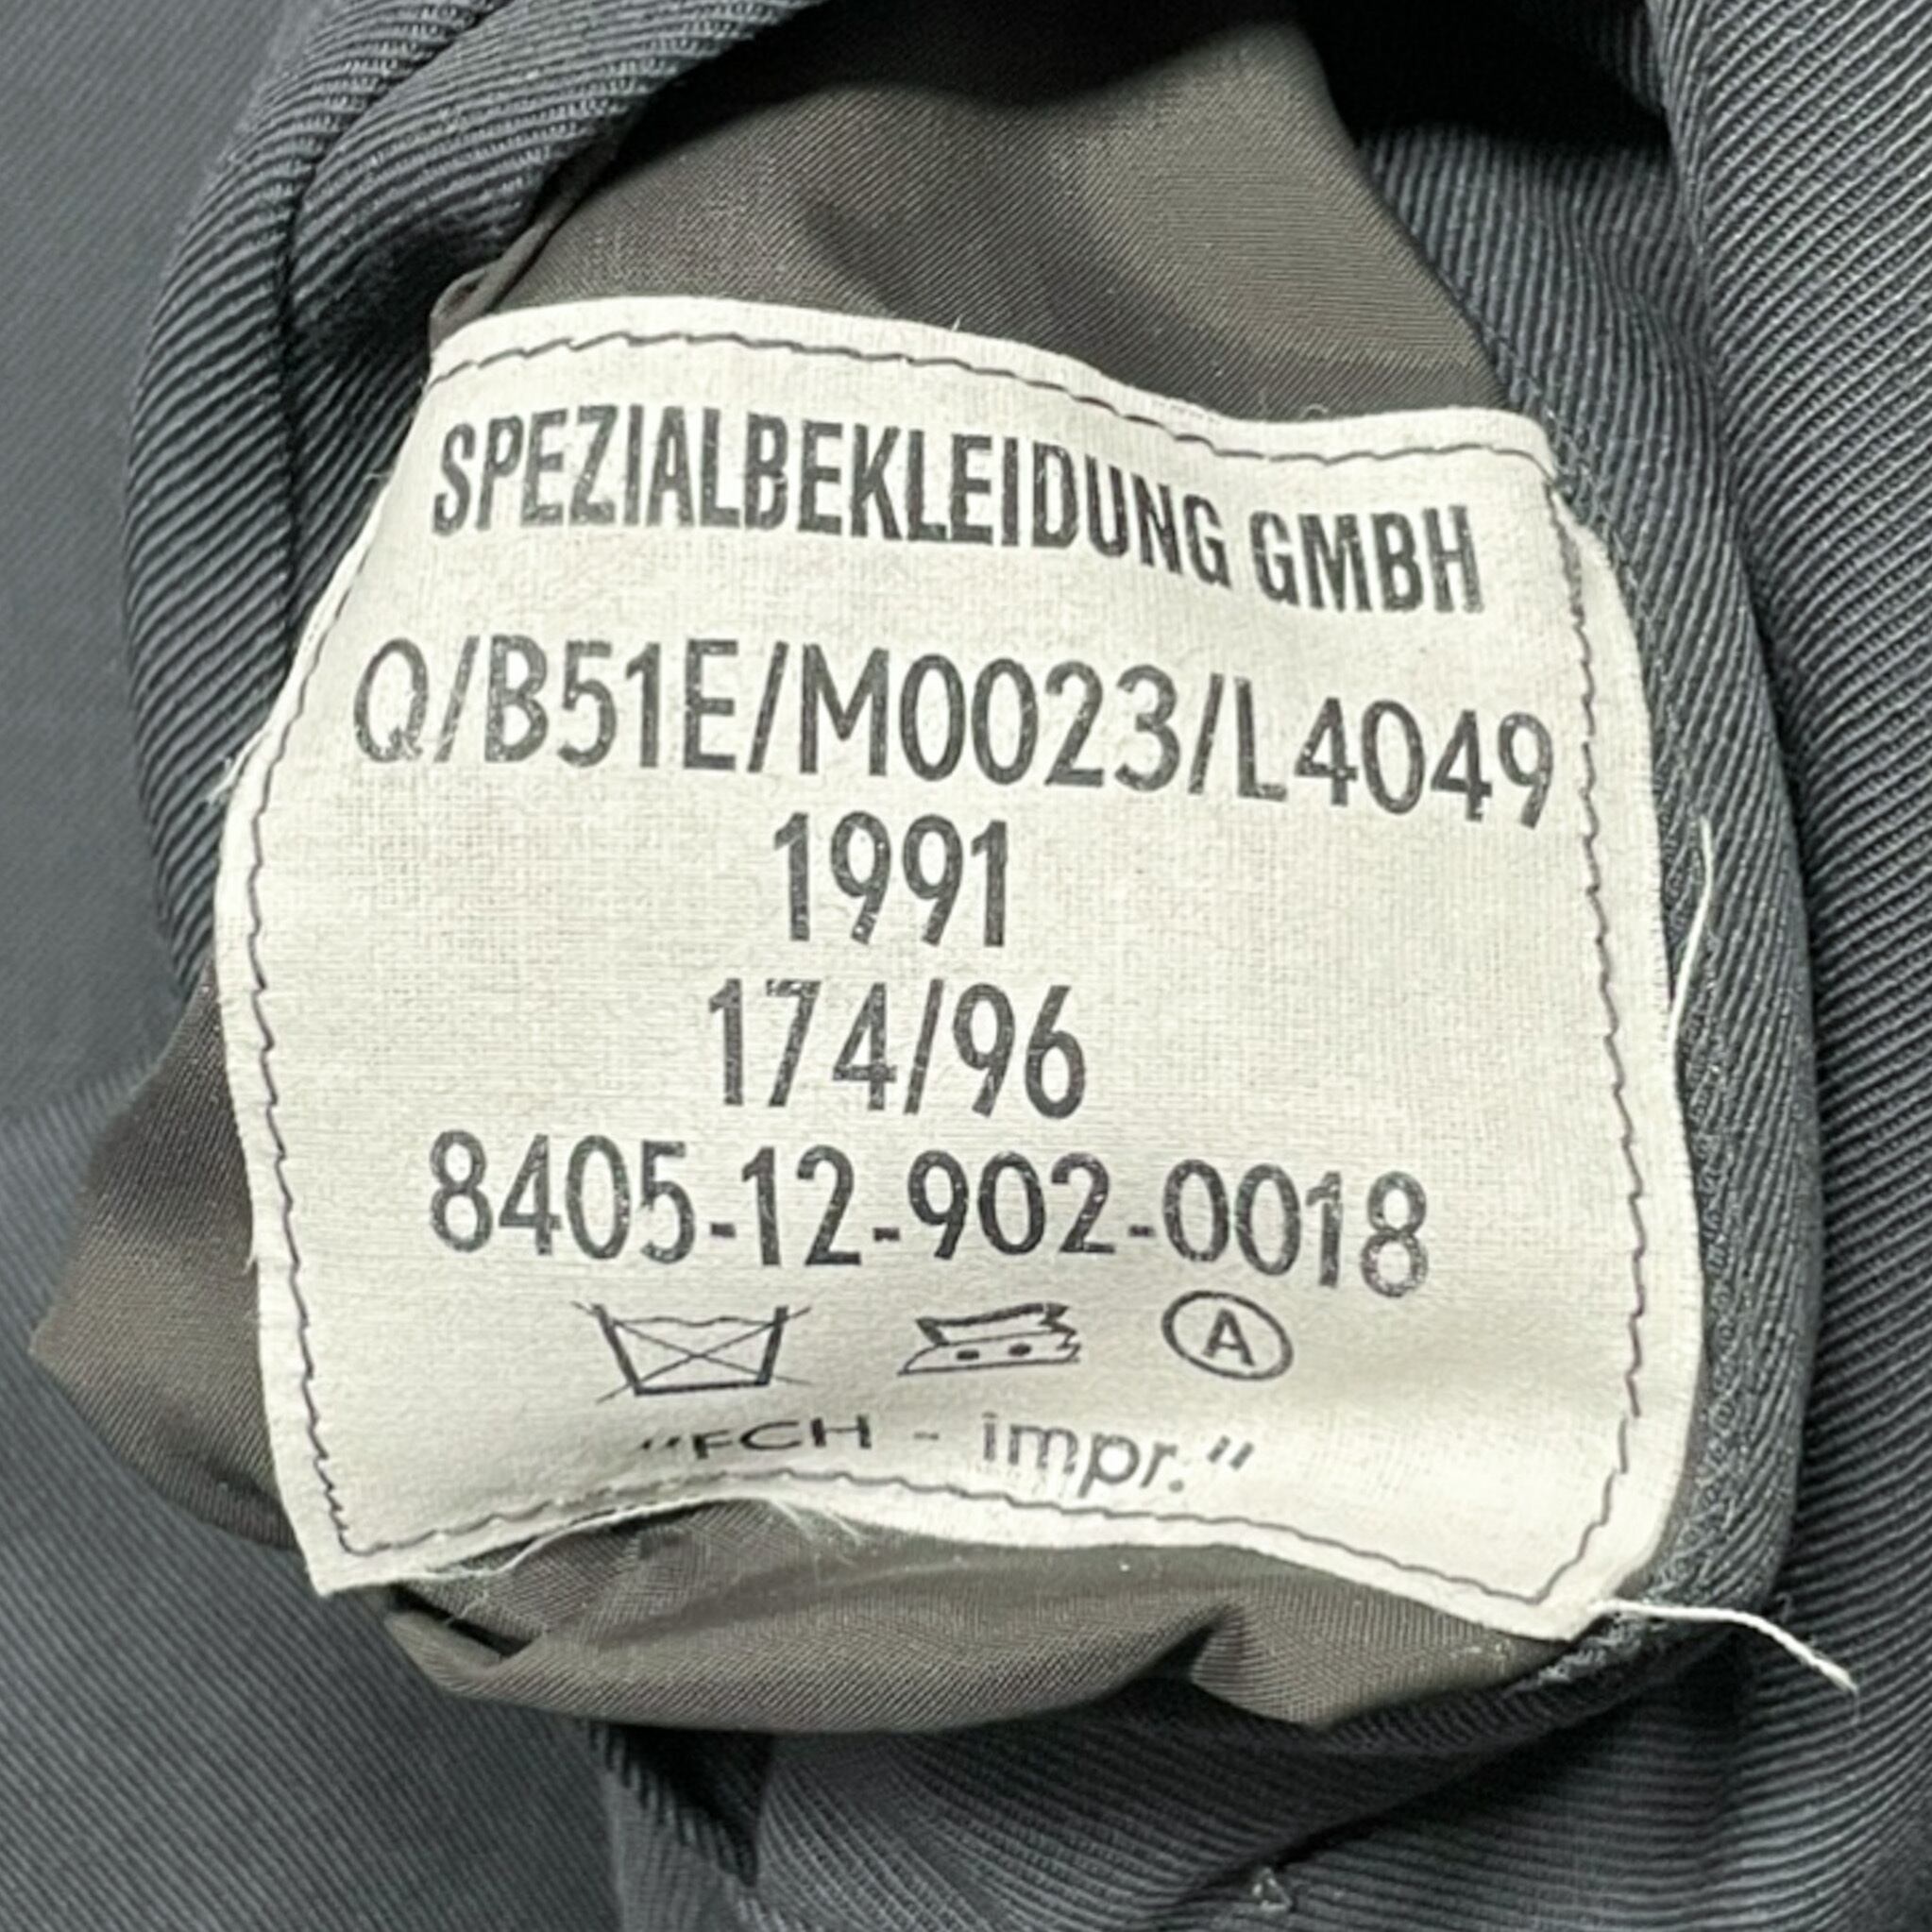 SPEZIALBEKLEIDUNG GMBH
Q/B51E/M0023/L4049
1991
174/96
8405-12-902-0018
A
"FCH - impr."